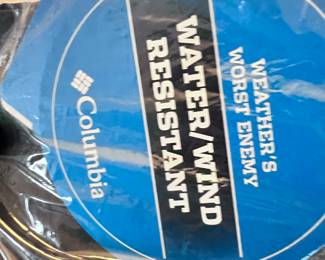 WEATHER'S
WORST ENEMY
WATER/WIND
RESISTANT
Columbia